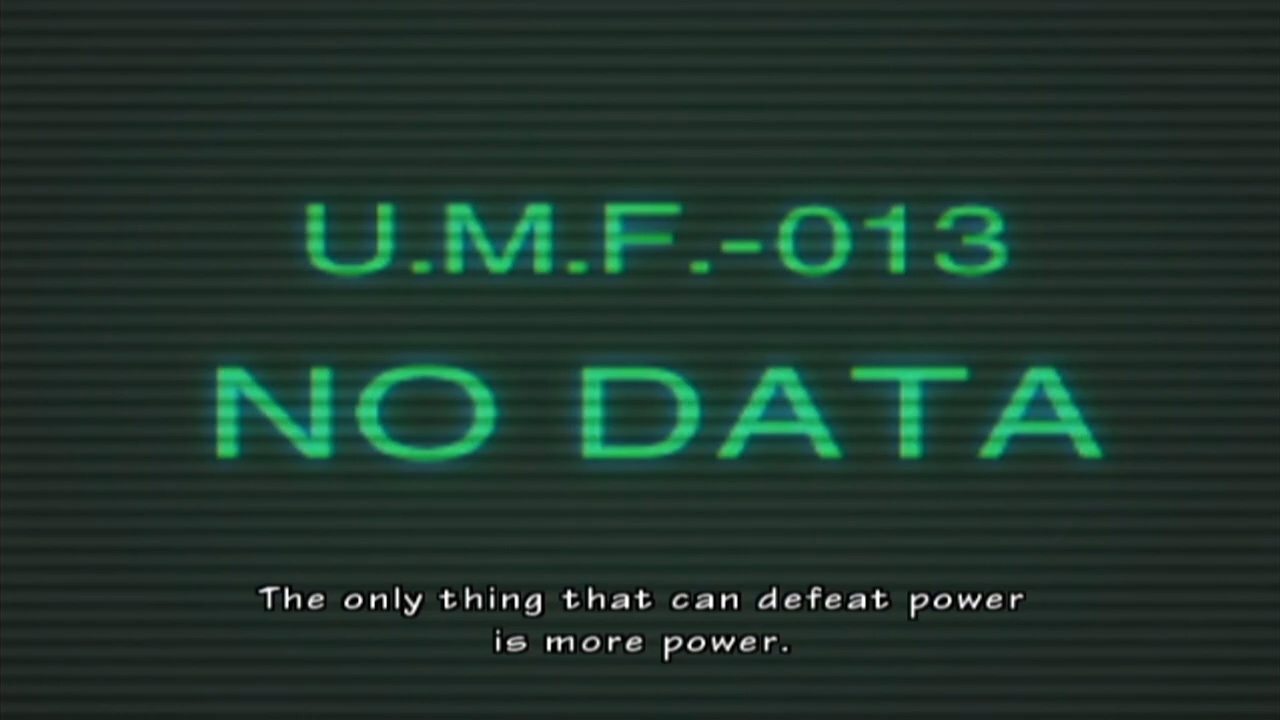 U.M.F.-013
NO DATA
The only thing that can defeat power
is more power.